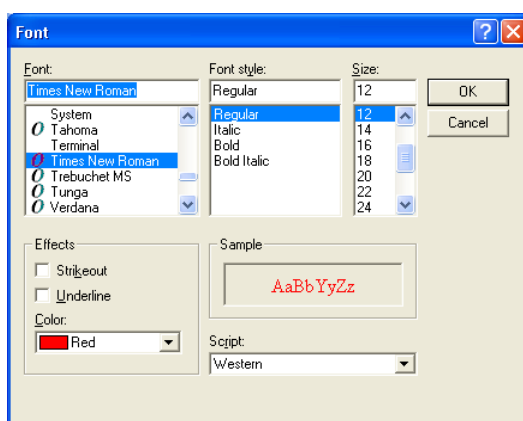 Font
Font: Font style: Size:
Times New Roman Regular 12 OK
System Regular 12 Cancel
Tahoma Italic 14
Terminal Bold 16
Times New Roman Bold Italic 18
Trebuchet MS 20
Tunga 22
Verdana 24
Effects Sample
Strikeout
Underline AaBbYyZz
Color:
Red Script:
Western